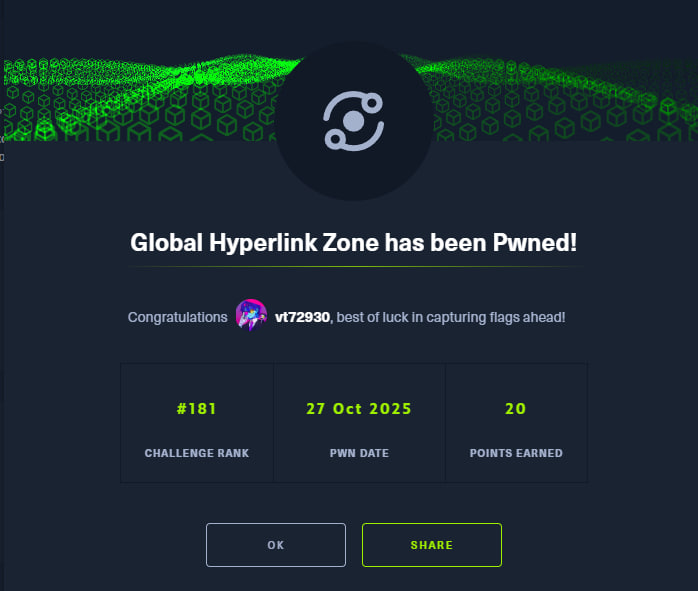 Global Hyperlink Zone has been Pwned!
Congratulations vt72930, best of luck in capturing flags ahead!
#181
27 Oct 2025
20
CHALLENGE RANK
PWN DATE
POINTS EARNED
OK
SHARE